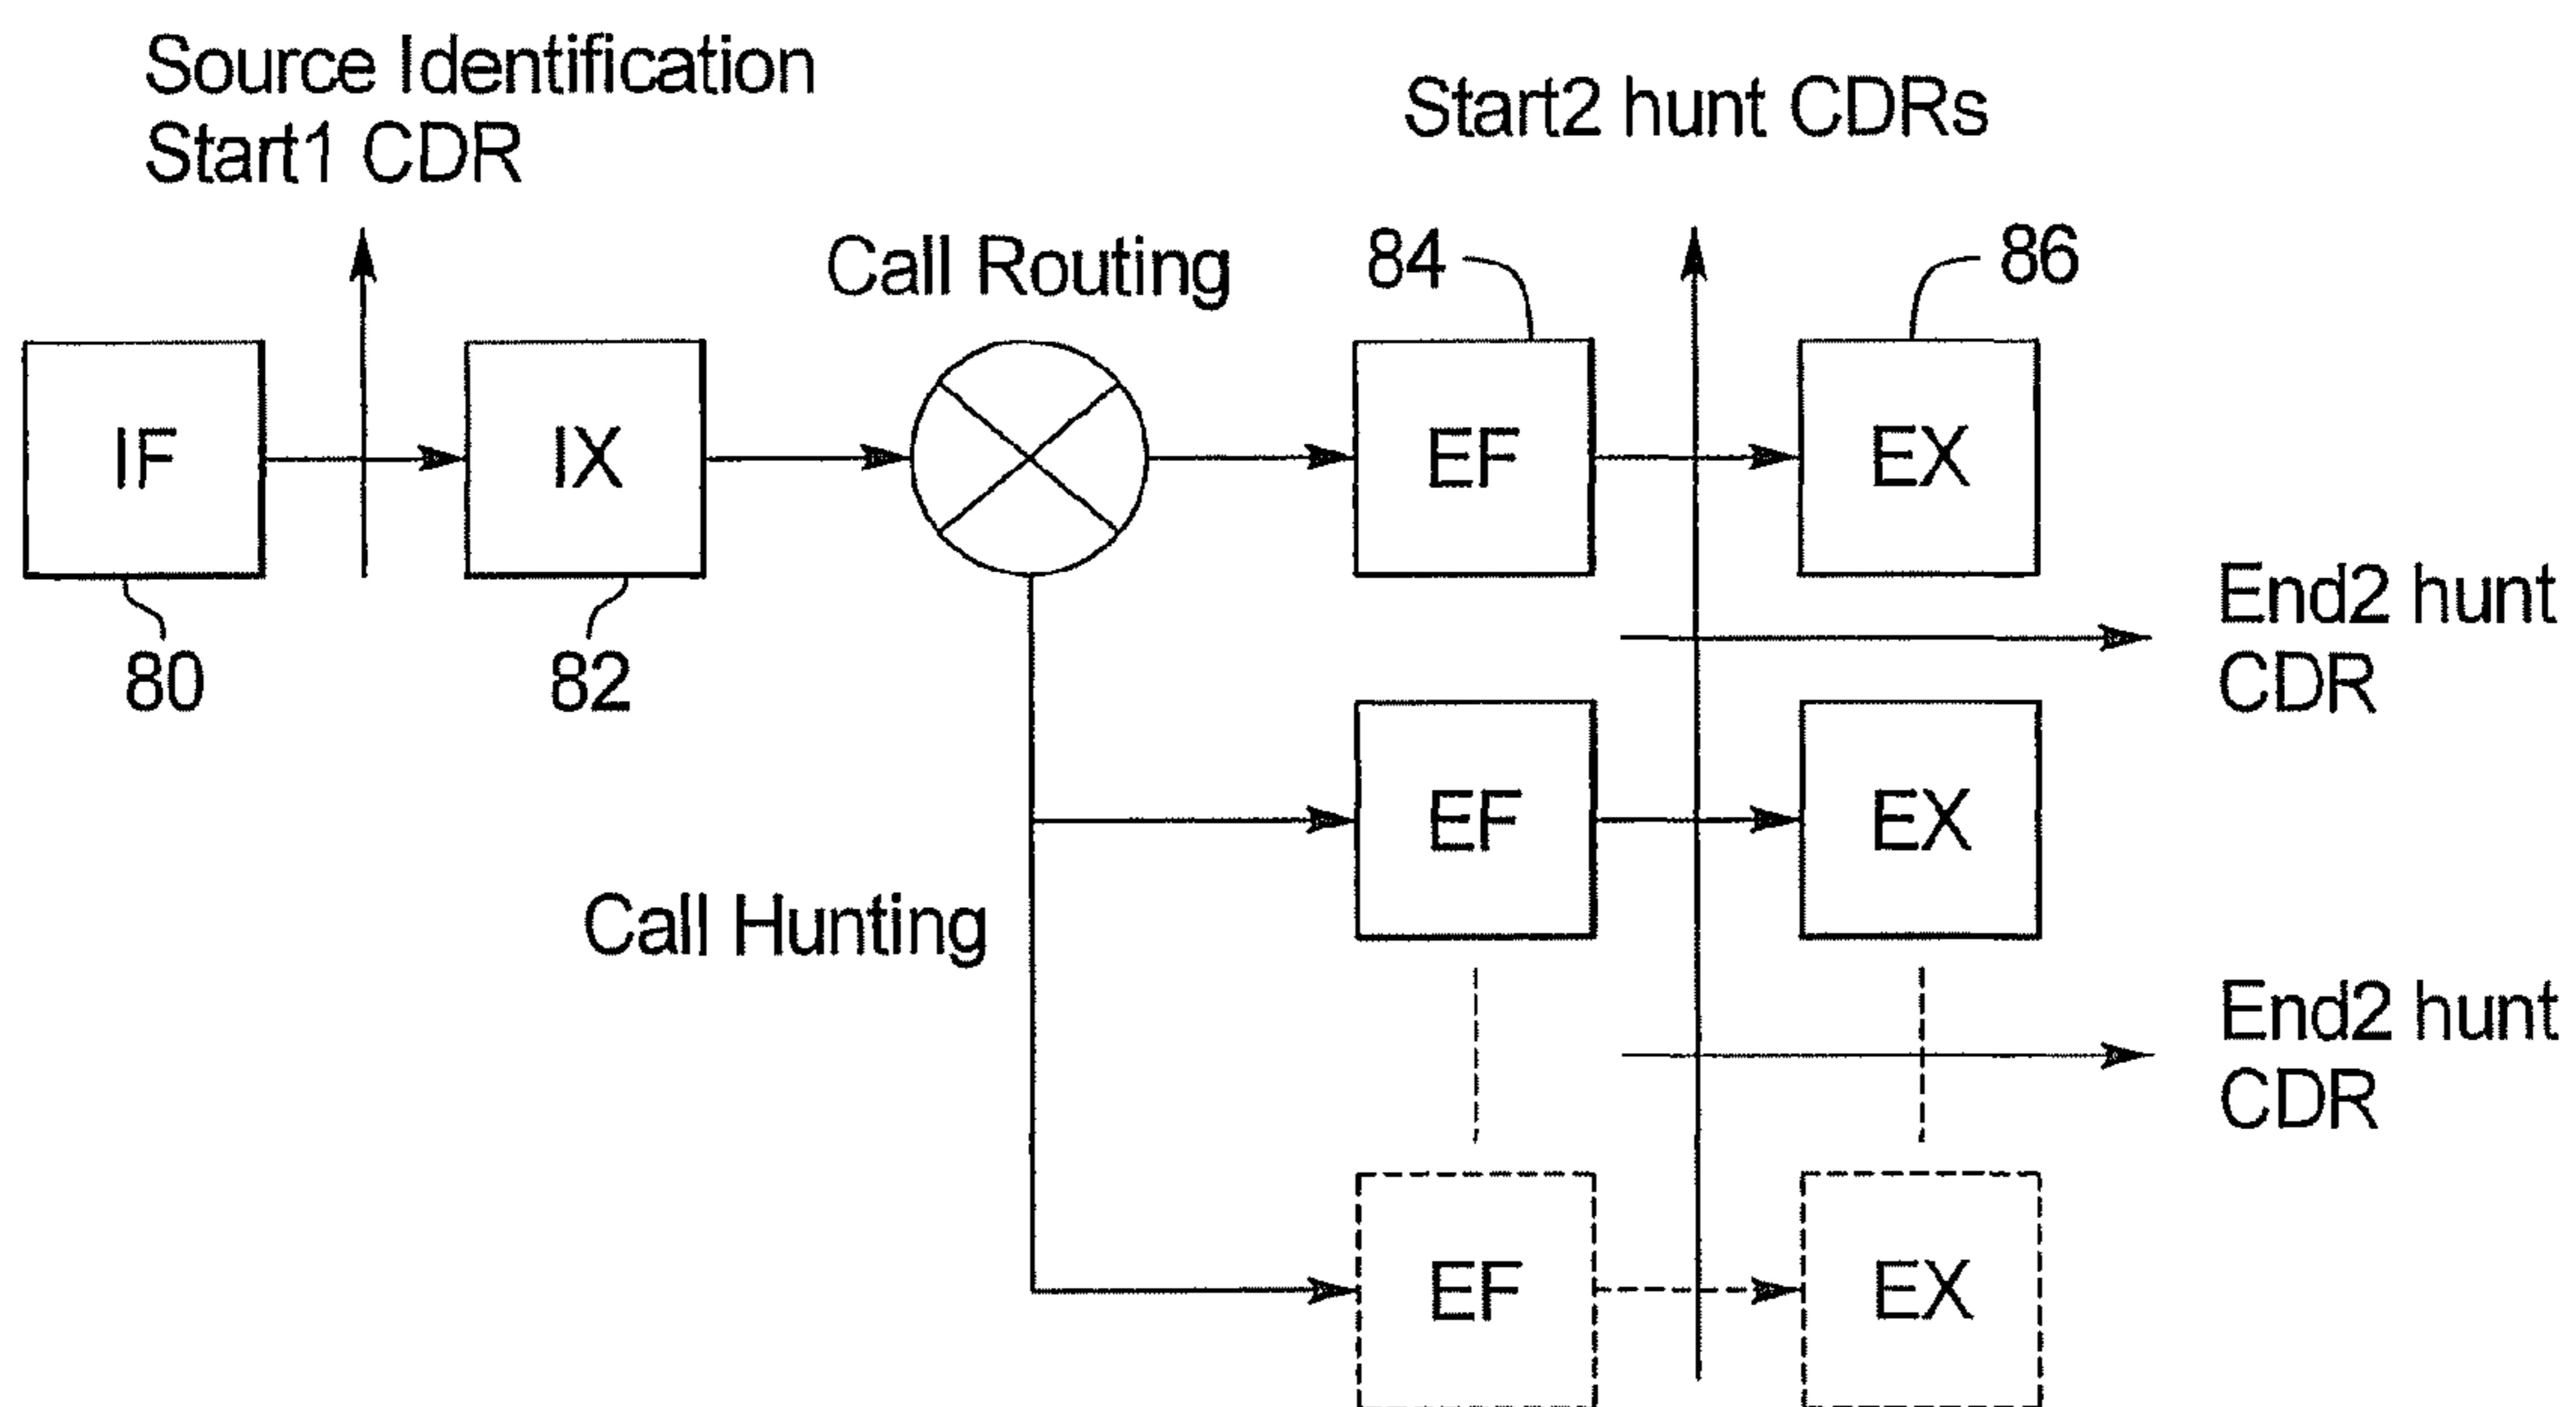 Source Identification
Start1 CDR
Start2 hunt CDRs
Call Routing
84
86
IF
IX
EF
EX
80
82
End2 hunt
CDR
EF
EX
Call Hunting
End2 hunt
CDR
EF
EX